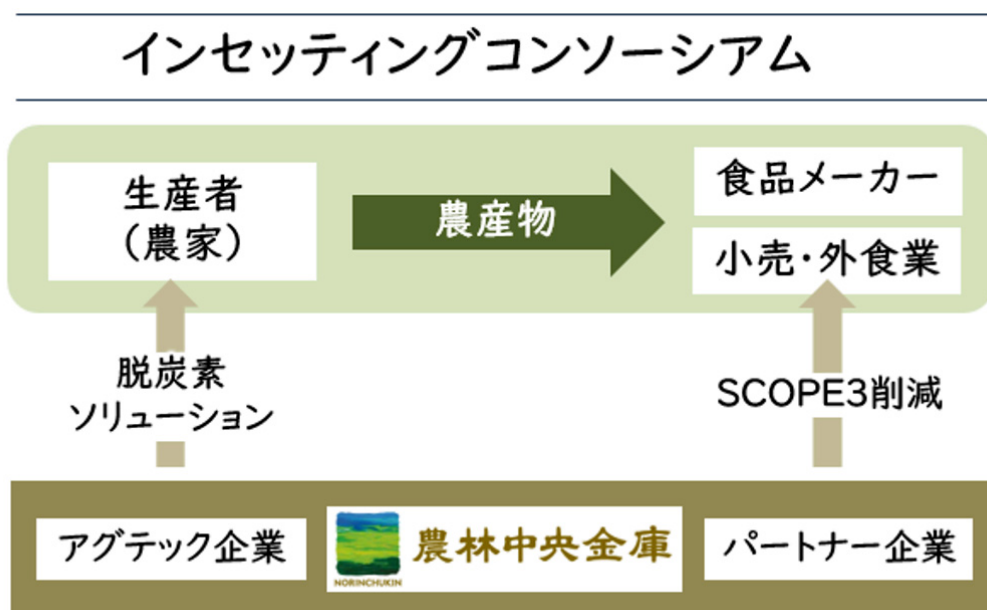 インセッティングコンソーシアム
生産者
（農家）
農産物
食品メーカー
小売・外食業
脱炭素
ソリューション
SCOPE3削減
アグテック企業
NORINCHUKIN
農林中央金庫
パートナー企業